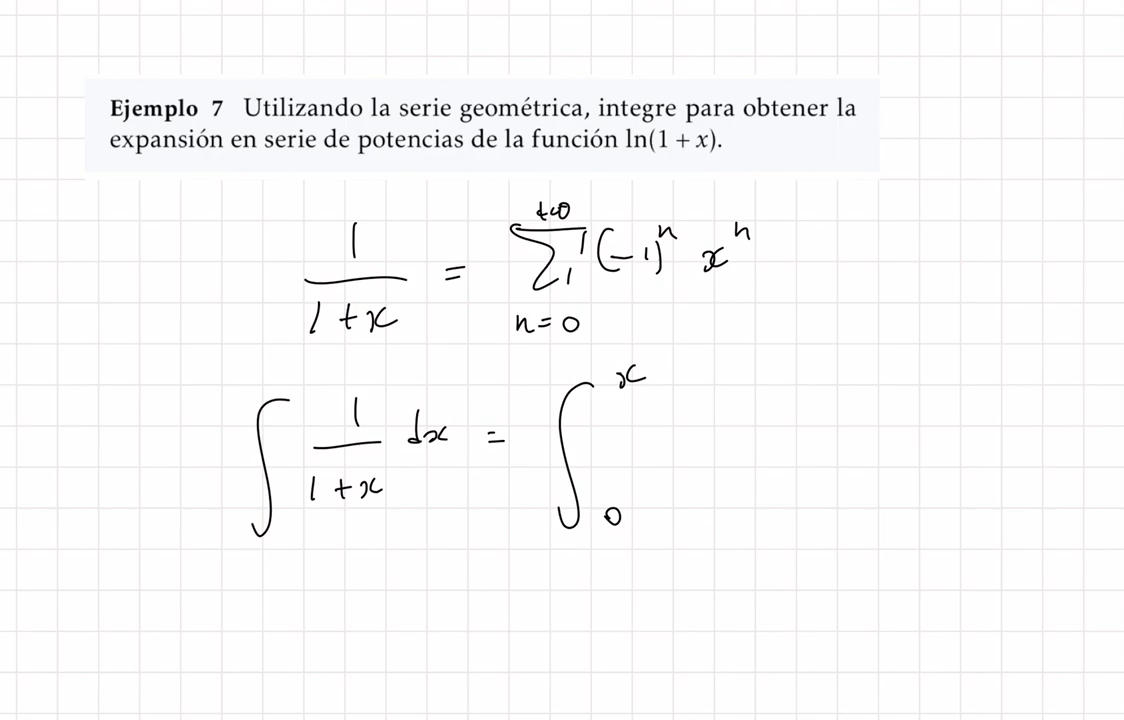 Ejemplo 7 Utilizando la serie geométrica, integre para obtener la
expansión en serie de potencias de la función ln(1 + x).
1/(1+x) = ∑_{n=0}^{+∞} (-1)^n x^n
∫ 1/(1+x) dx = ∫_0^x